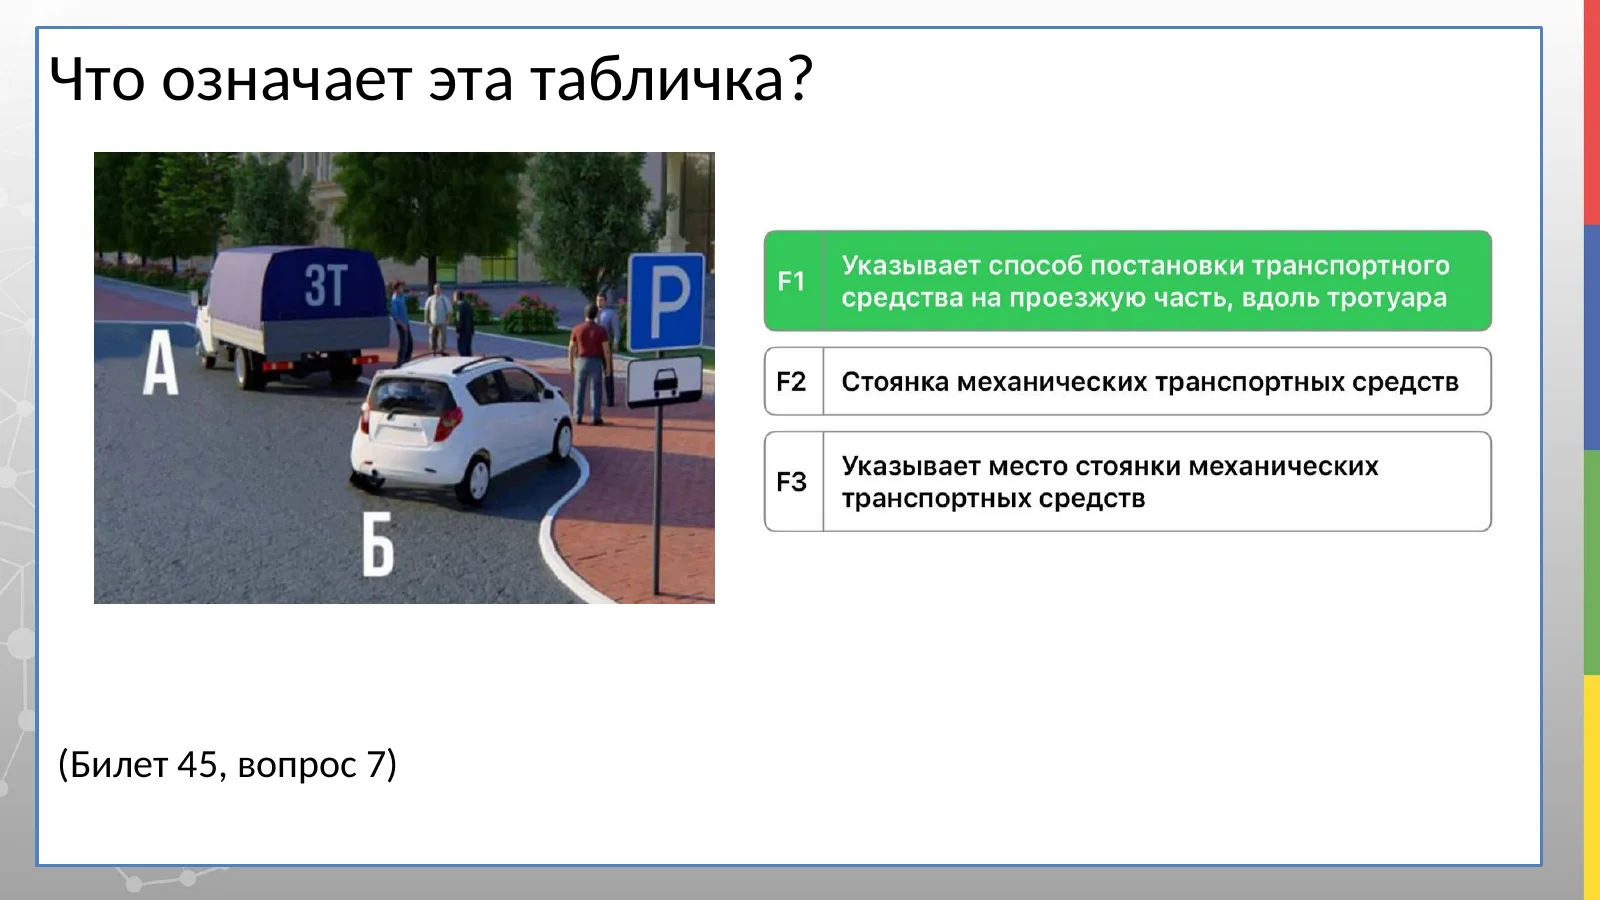 Что означает эта табличка?
ЗТ
А
Б
P
F1
Указывает способ постановки транспортного
средства на проезжую часть, вдоль тротуара
F2
Стоянка механических транспортных средств
F3
Указывает место стоянки механических
транспортных средств
(Билет 45, вопрос 7)